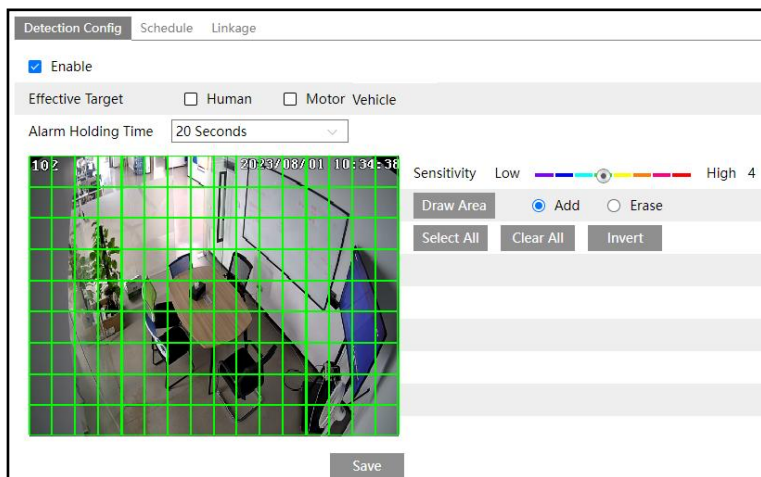 Detection Config Schedule Linkage
Enable
Effective Target Human Motor Vehicle
Alarm Holding Time 20 Seconds
102 2023/08/01 10:34:38
Sensitivity Low High 4
Draw Area Add Erase
Select All Clear All Invert
Save